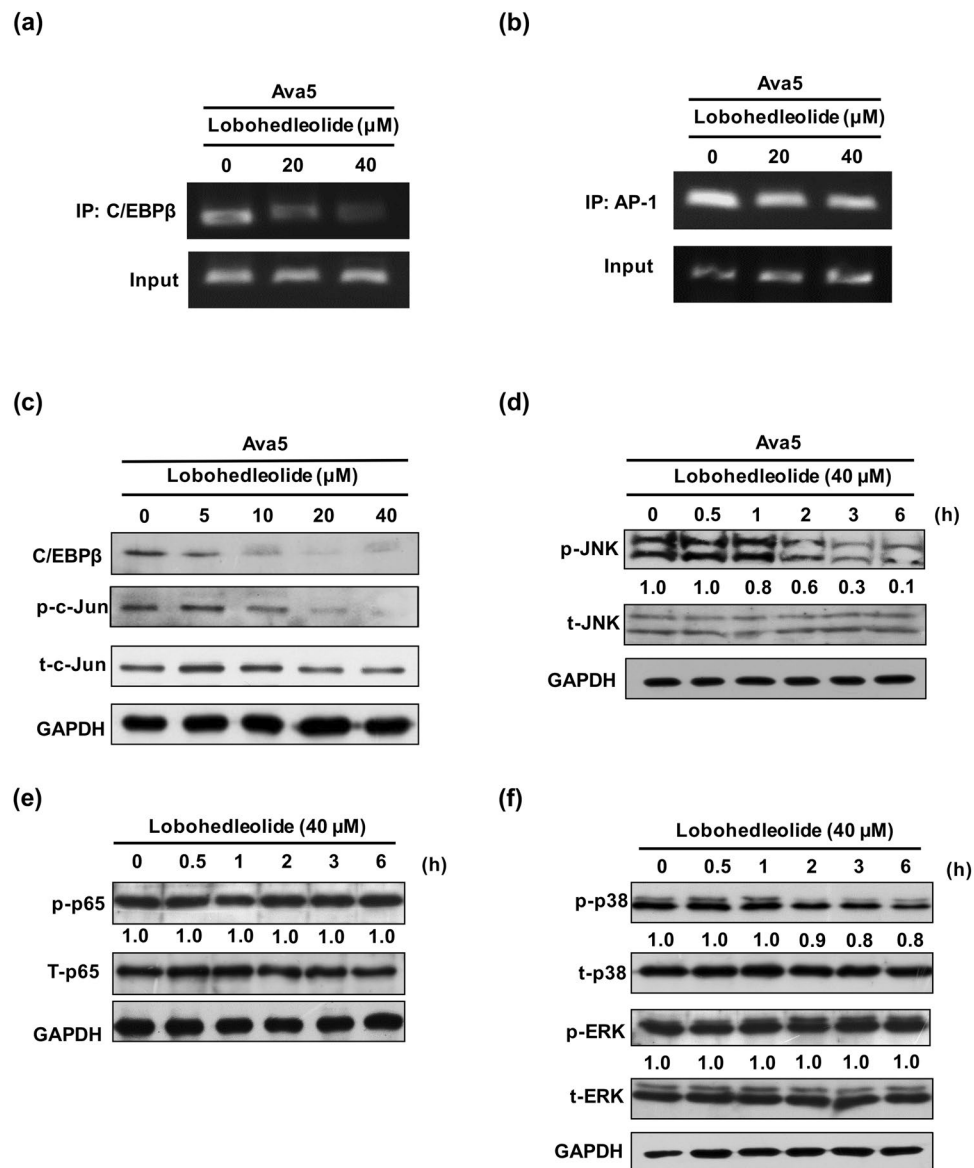 (a)
Ava5
Lobohedleolide (μM)
0 20 40
IP: C/EBPβ
Input
(b)
Ava5
Lobohedleolide (μM)
0 20 40
IP: AP-1
Input
(c)
Ava5
Lobohedleolide (μM)
0 5 10 20 40
C/EBPβ
p-c-Jun
t-c-Jun
GAPDH
(d)
Ava5
Lobohedleolide (40 μM)
0 0.5 1 2 3 6 (h)
p-JNK
1.0 1.0 0.8 0.6 0.3 0.1
t-JNK
GAPDH
(e)
Lobohedleolide (40 μM)
0 0.5 1 2 3 6 (h)
p-p65
1.0 1.0 1.0 1.0 1.0 1.0
T-p65
GAPDH
(f)
Lobohedleolide (40 μM)
0 0.5 1 2 3 6 (h)
p-p38
1.0 1.0 1.0 0.9 0.8 0.8
t-p38
p-ERK
1.0 1.0 1.0 1.0 1.0 1.0
t-ERK
GAPDH